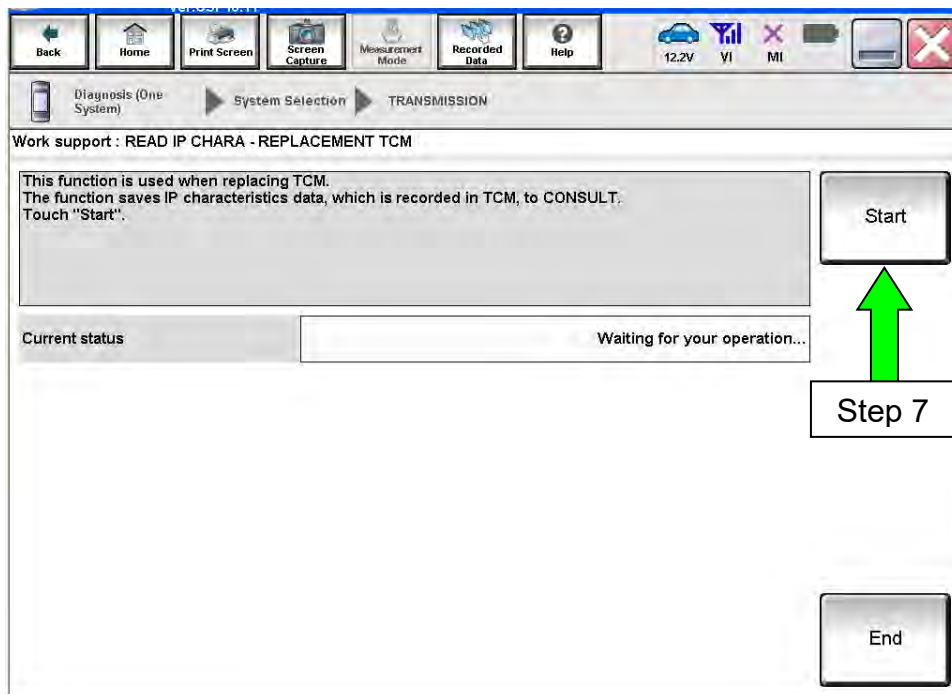 Back
Home
Print Screen
Screen Capture
Measurement Mode
Recorded Data
Help
12.2V
VI
MI
Diagnosis (One System)
System Selection
TRANSMISSION
Work support : READ IP CHARA - REPLACEMENT TCM
This function is used when replacing TCM.
The function saves IP characteristics data, which is recorded in TCM, to CONSULT.
Touch "Start".
Start
Current status
Waiting for your operation...
Step 7
End